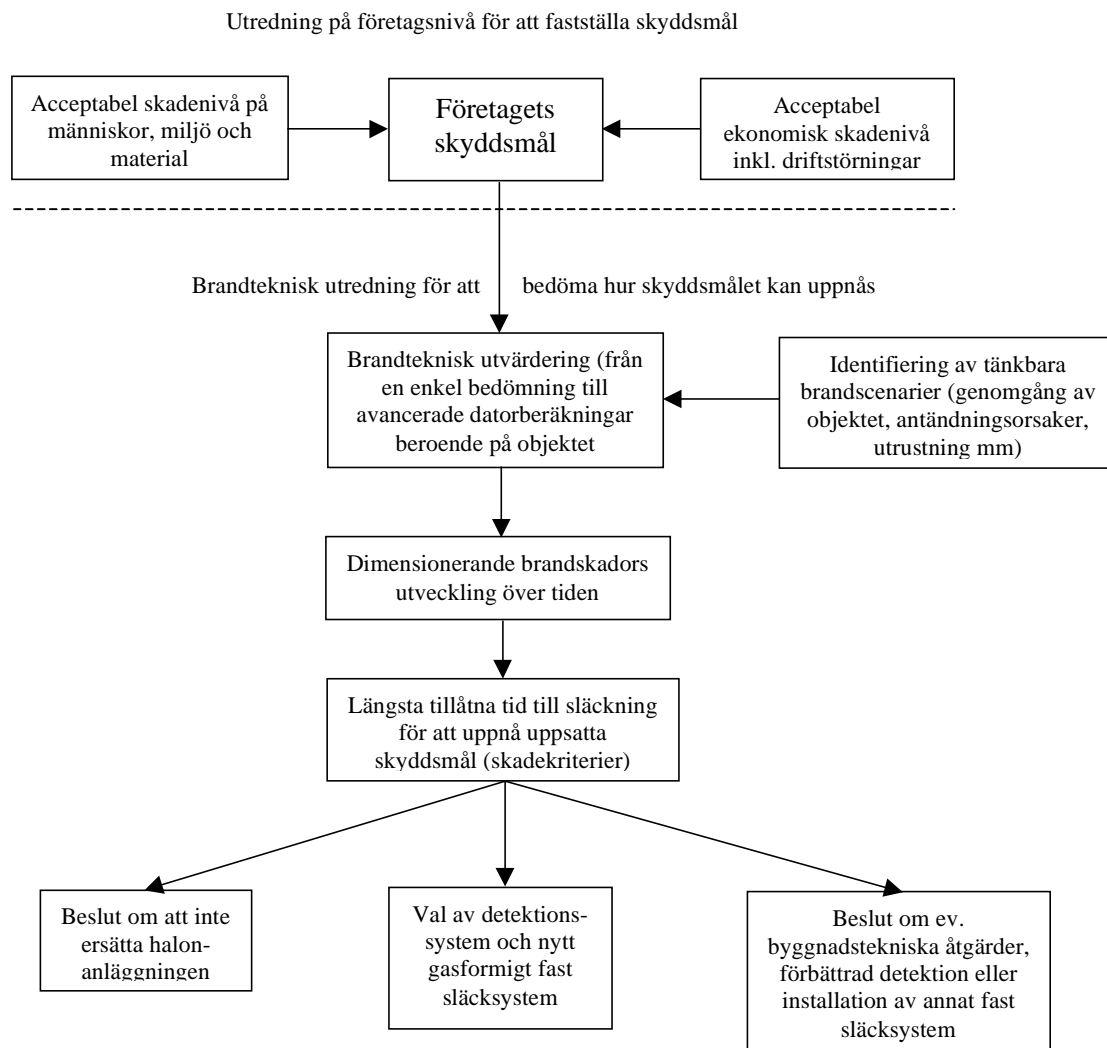 Utredning på företagsnivå för att fastställa skyddsmål
Acceptabel skadenivå på
människor, miljö och
material
Företagets
skyddsmål
Acceptabel
ekonomisk skadenivå
inkl. driftstörningar
Brandteknisk utredning för att bedöma hur skyddsmålet kan uppnås
Brandteknisk utvärdering (från
en enkel bedömning till
avancerade datorberäkningar
beroende på objektet
Identifiering av tänkbara
brandscenarier (genomgång av
objektet, antändningsorsaker,
utrustning mm)
Dimensionerande brandskadors
utveckling över tiden
Längsta tillåtna tid till släckning
för att uppnå uppsatta
skyddsmål (skadekriterier)
Beslut om att inte
ersätta halon-
anläggningen
Val av detektions-
system och nytt
gasformigt fast
släcksystem
Beslut om ev.
byggnadstekniska åtgärder,
förbättrad detektion eller
installation av annat fast
släcksystem